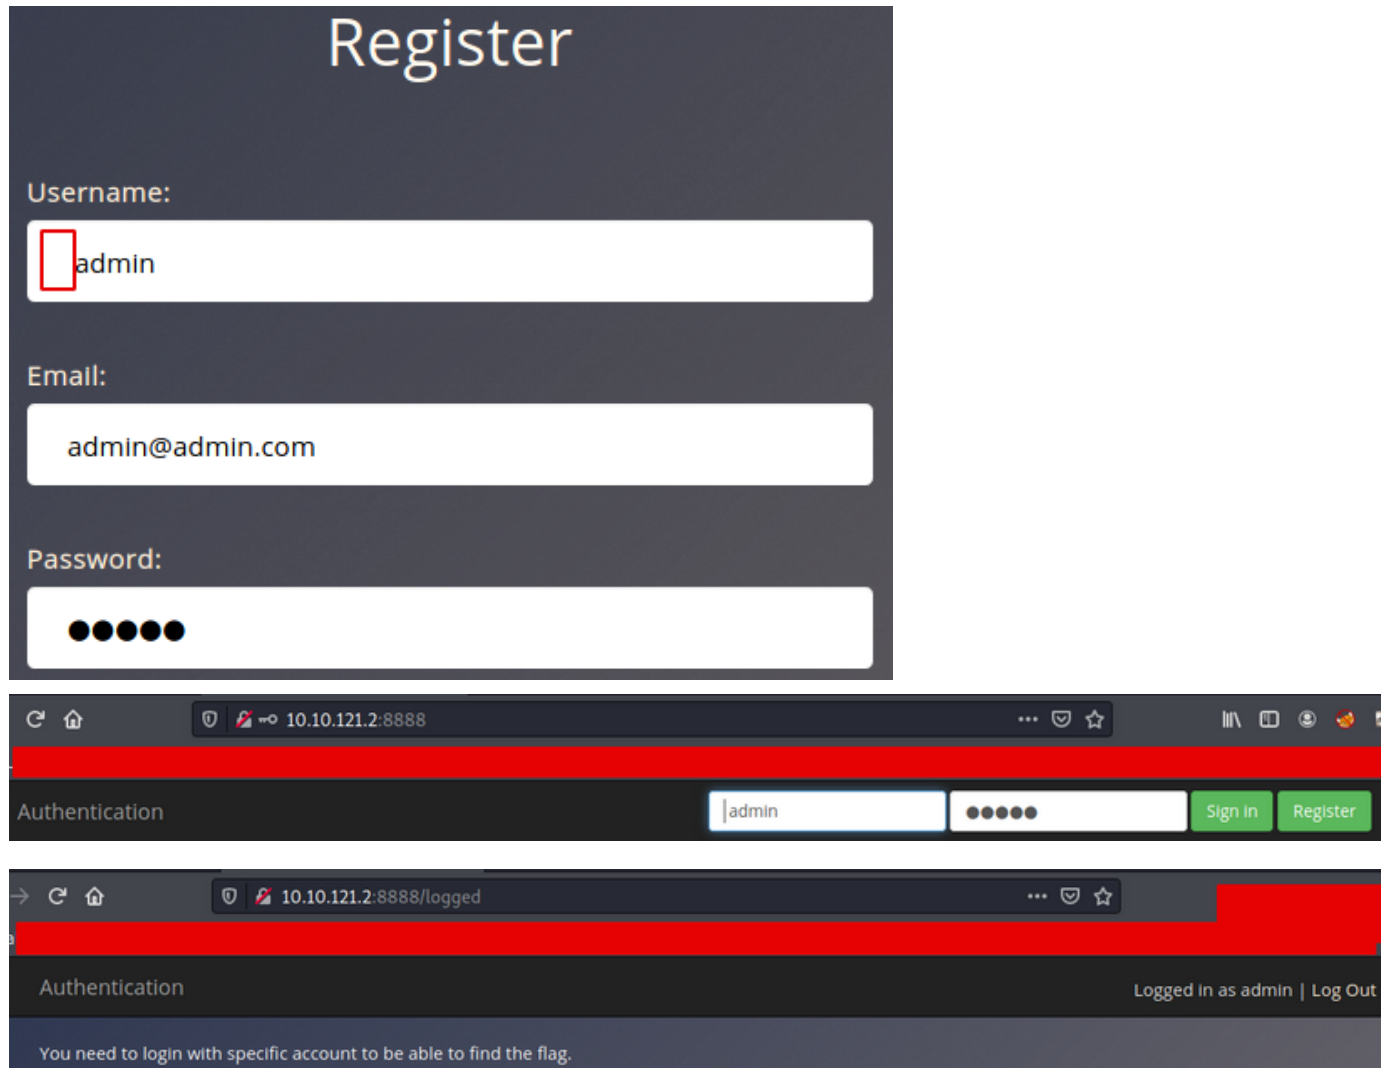 Register
Username:
admin
Email:
admin@admin.com
Password:
●●●●●
10.10.121.2:8888
Authentication
admin ●●●●● Sign in Register
10.10.121.2:8888/logged
Authentication
Logged in as admin | Log Out
You need to login with specific account to be able to find the flag.